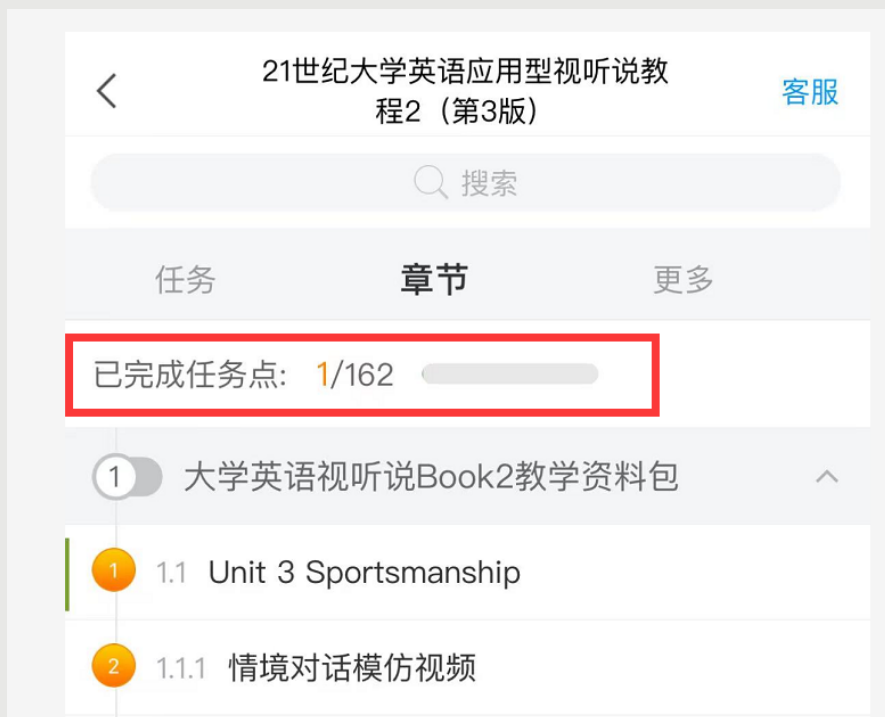 21世纪大学英语应用型视听说教
程2（第3版）
客服
搜索
任务 章节 更多
已完成任务点: 1/162
1 大学英语视听说Book2教学资料包
1 1.1 Unit 3 Sportsmanship
2 1.1.1 情境对话模仿视频